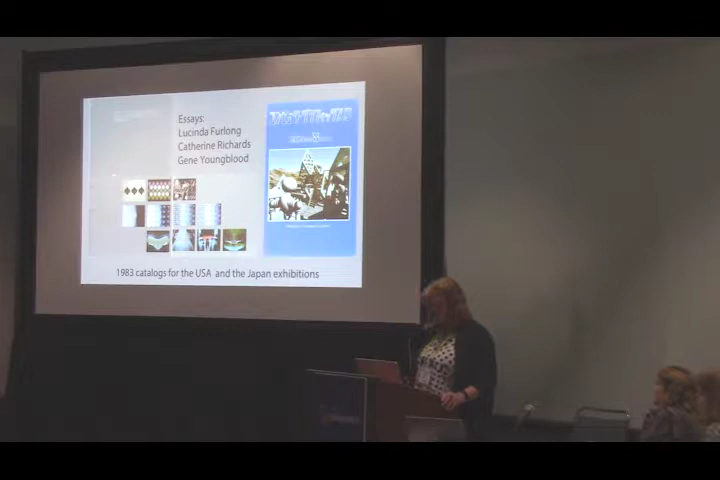 Essays:
Lucinda Furlong
Catherine Richards
Gene Youngblood
1983 catalogs for the USA and the Japan exhibitions